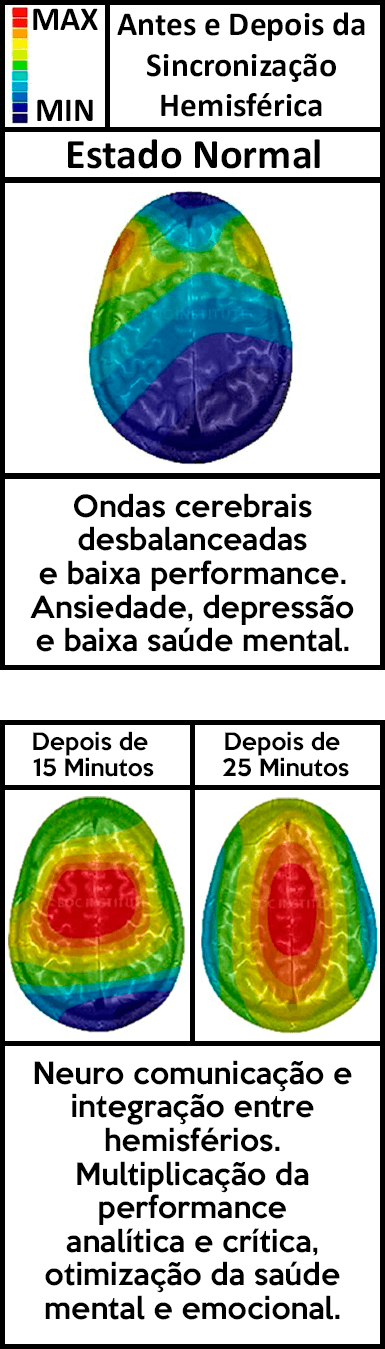 MAX
MIN
Antes e Depois da
Sincronização
Hemisférica
Estado Normal
Ondas cerebrais
desbalanceadas
e baixa performance.
Ansiedade, depressão
e baixa saúde mental.
Depois de
15 Minutos
Depois de
25 Minutos
Neuro comunicação e
integração entre
hemisférios.
Multiplicação da
performance
analítica e crítica,
otimização da saúde
mental e emocional.